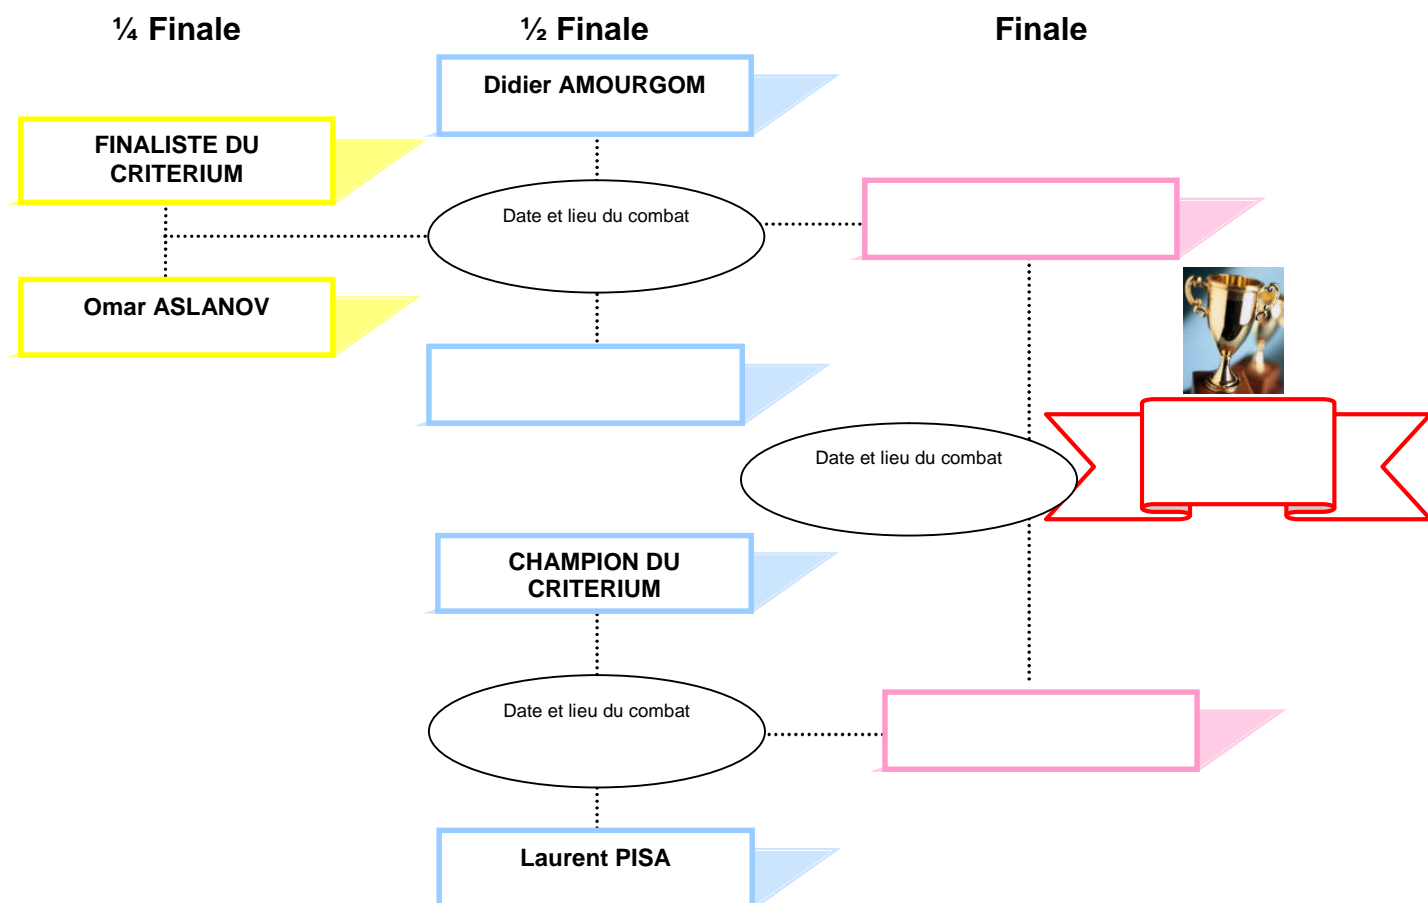 ¼ Finale
½ Finale
Finale
Didier AMOURGOM
FINALISTE DU
CRITERIUM
Date et lieu du combat
Omar ASLANOV
Date et lieu du combat
CHAMPION DU
CRITERIUM
Date et lieu du combat
Laurent PISA